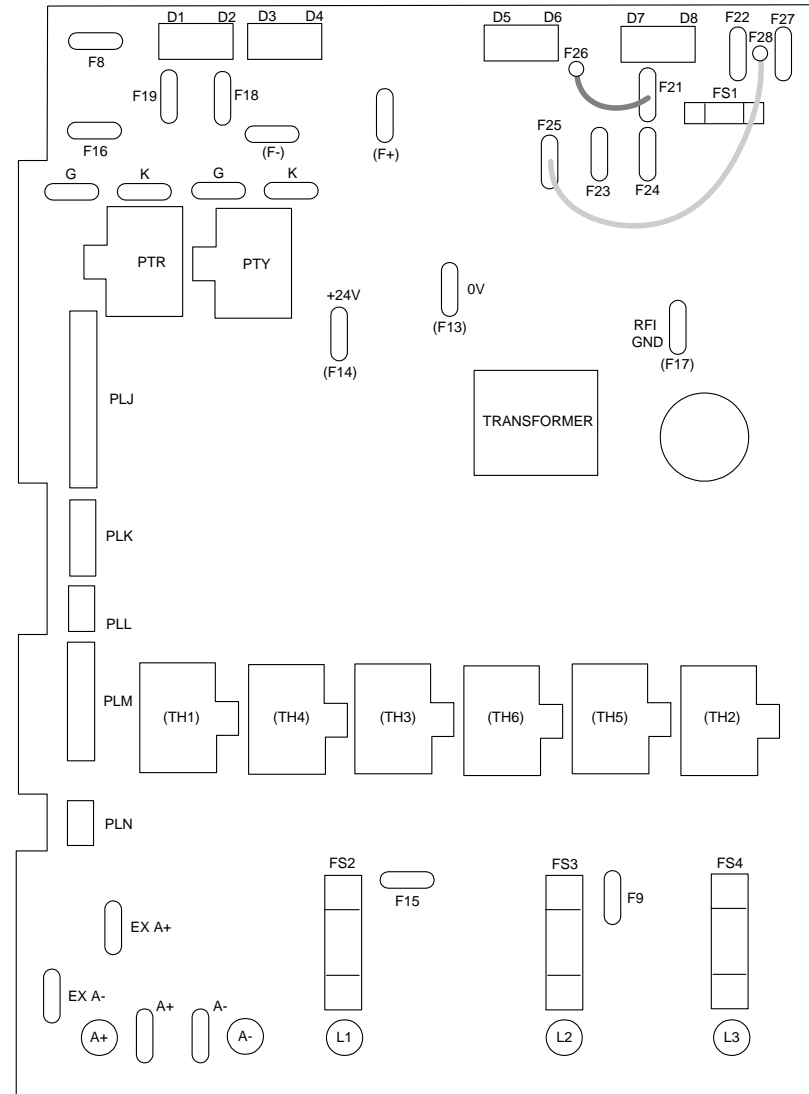 D1 D2 D3 D4 D5 D6 D7 D8 F22 F27
F8 F26 F28
F19 F18 F21 FS1
F16 (F-) (F+) F25
F23 F24
G K G K
PTR PTY
+24V 0V
(F14) (F13)
RFI
GND
(F17)
PLJ
TRANSFORMER
PLK
PLL
PLM (TH1) (TH4) (TH3) (TH6) (TH5) (TH2)
PLN
FS2 FS3 FS4
F15 F9
EX A+
EX A- A+ A-
A+ A- L1 L2 L3